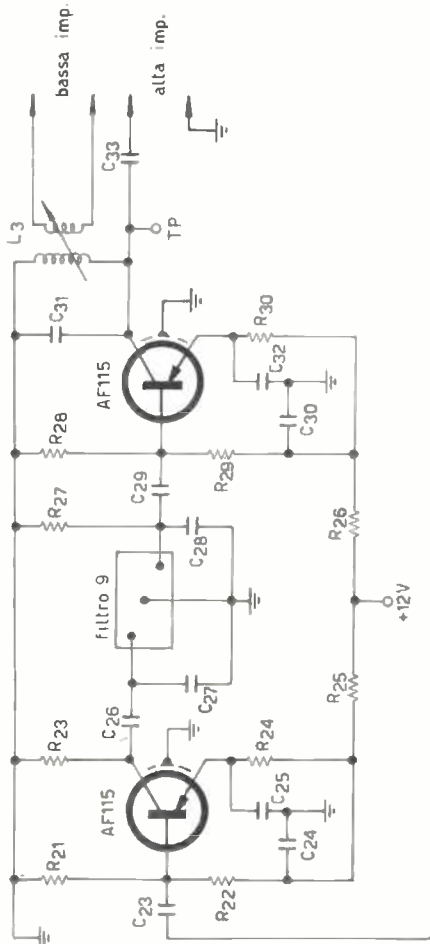 bassa imp.
alta imp.
L3
C33
TP
C31
AF115
R30
C32
C30
R28
R29
R27
C29
C28
R26
filtro 9
+12V
C27
R25
C26
R23
R24
AF115
C25
C24
R21
R22
C23